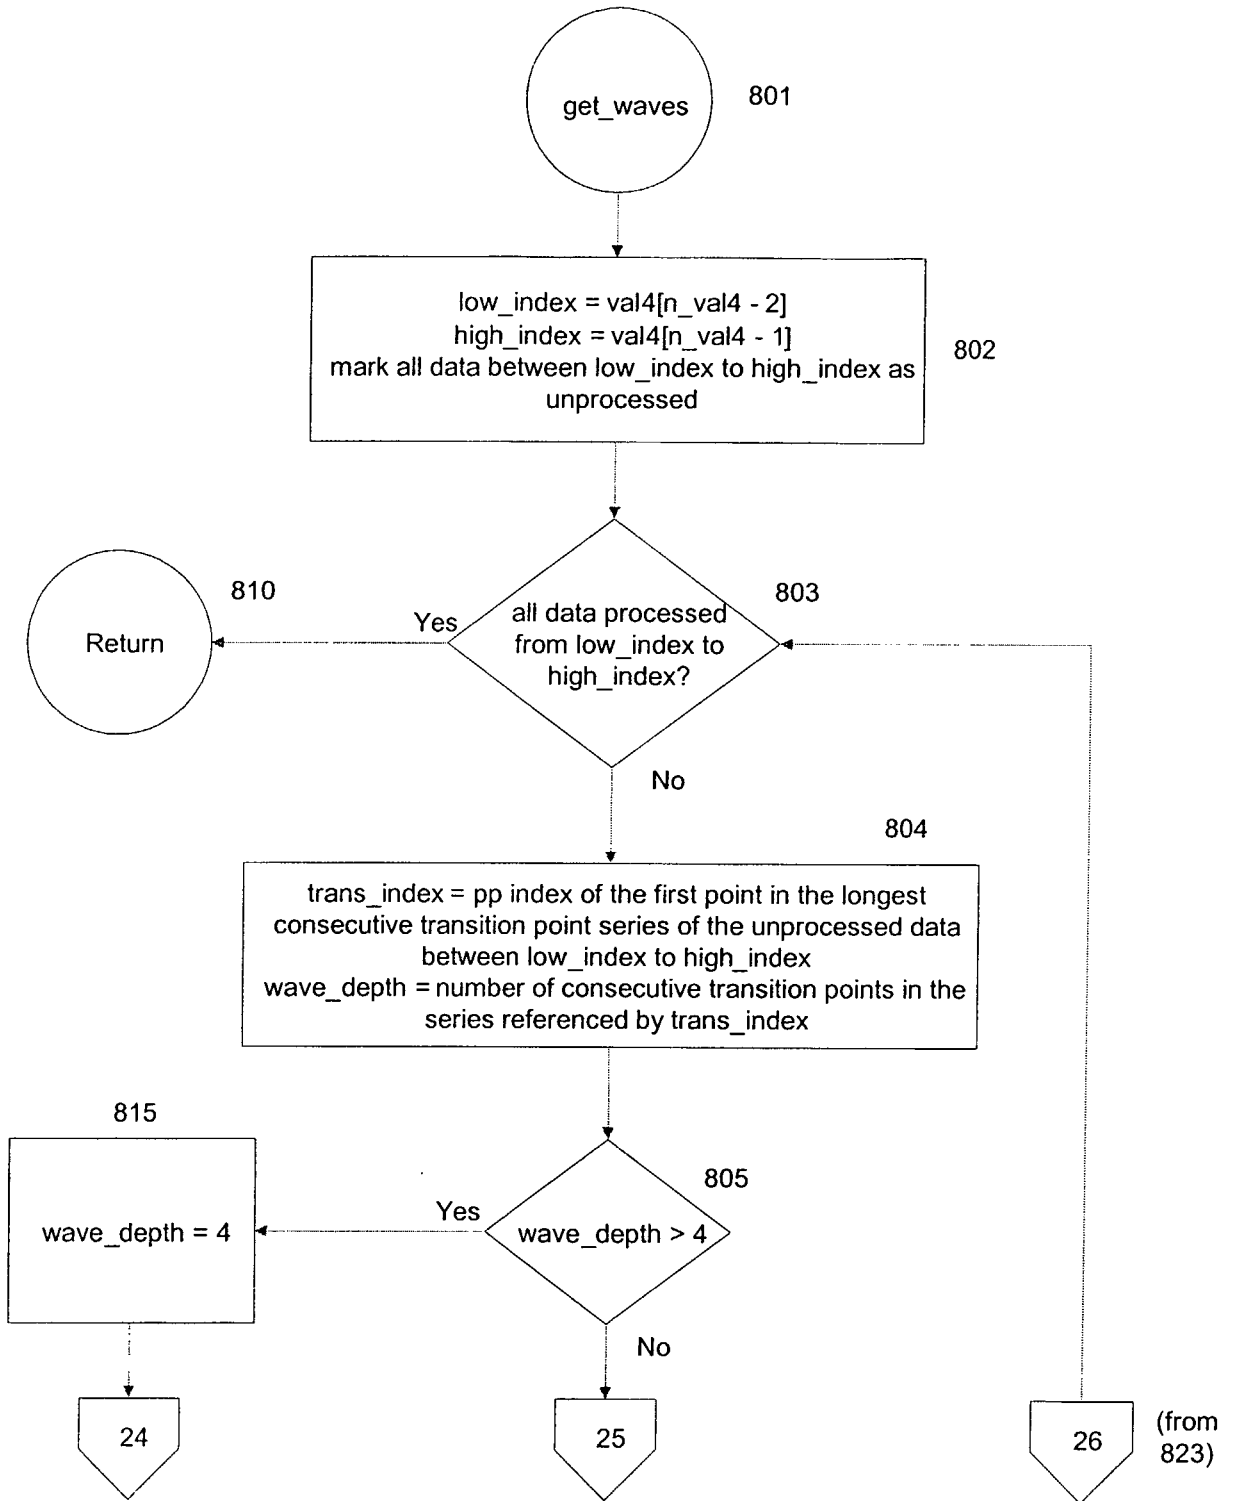 get_waves
801
low_index = val4[n_val4 - 2]
high_index = val4[n_val4 - 1]
mark all data between low_index to high_index as
unprocessed
802
810
803
Return
Yes
all data processed
from low_index to
high_index?
No
804
trans_index = pp index of the first point in the longest
consecutive transition point series of the unprocessed data
between low_index to high_index
wave_depth = number of consecutive transition points in the
series referenced by trans_index
815
805
wave_depth = 4
Yes
wave_depth > 4
No
24
25
26
(from
823)